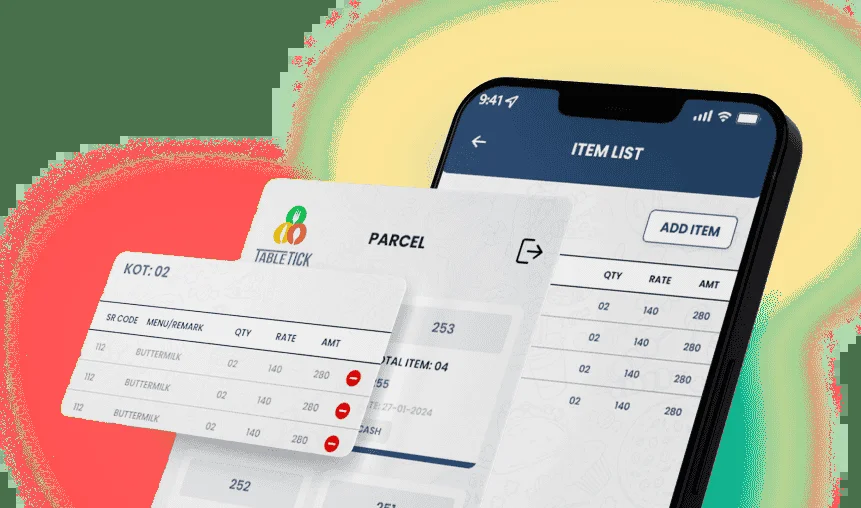 9:41
ITEM LIST
ADD ITEM
QTY RATE AMT
02 140 280
02 140 280
02 140 280
02 140 280
TABLETICK
PARCEL
253
OTAL ITEM: 04
55
TE: 27-01-2024
CASH
252
251
KOT: 02
SR CODE MENU/REMARK QTY RATE AMT
112 BUTTERMILK 02 140 280
112 BUTTERMILK 02 140 280
112 BUTTERMILK 02 140 280